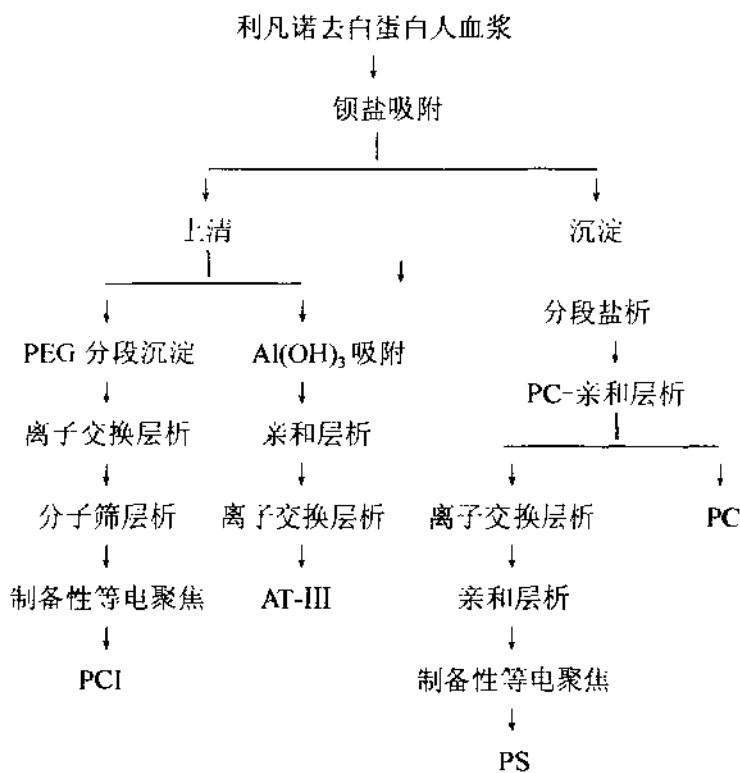 利凡诺去白蛋白人血浆
钡盐吸附
上清
沉淀
PEG 分段沉淀
Al(OH)₃ 吸附
分段盐析
PC-亲和层析
离子交换层析
亲和层析
分子筛层析
离子交换层析
离子交换层析
PC
制备性等电聚焦
AT-III
亲和层析
PCI
制备性等电聚焦
PS